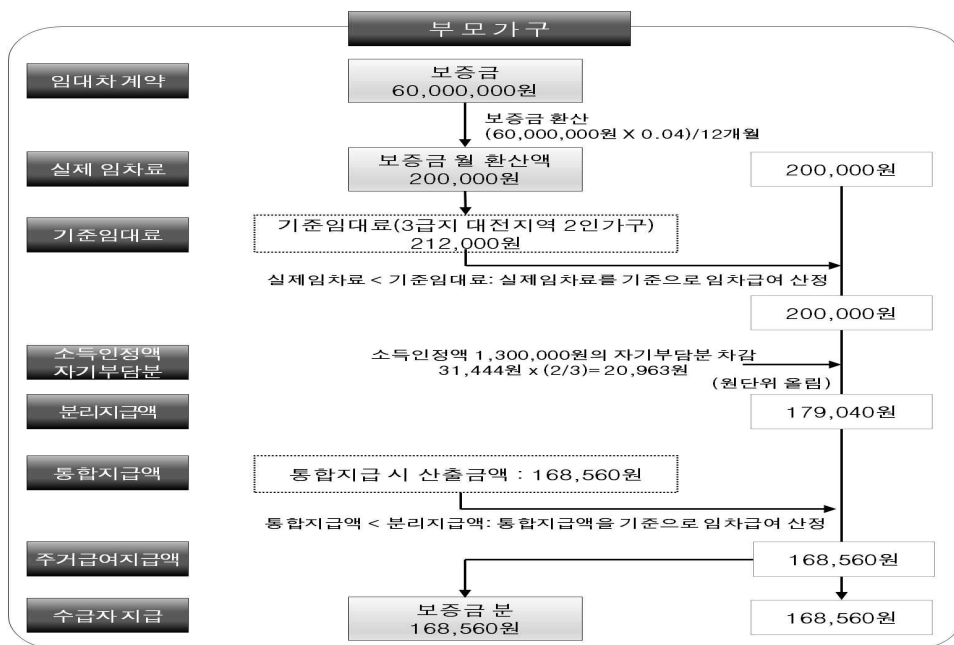 부모가구
임대차 계약
보증금
60,000,000원
보증금 환산
(60,000,000원 X 0.04)/12개월
실제 임차료
보증금 월 환산액
200,000원
200,000원
기준임대료
기준임대료(3급지 대전지역 2인가구)
212,000원
실제임차료 < 기준임대료: 실제임차료를 기준으로 임차급여 산정
200,000원
소득인정액
자기부담분
소득인정액 1,300,000원의 자기부담분 차감
31,444원 x (2/3)= 20,963원
(원단위 올림)
분리지급액
179,040원
통합지급액
통합지급 시 산출금액 : 168,560원
통합지급액 < 분리지급액: 통합지급액을 기준으로 임차급여 산정
주거급여지급액
168,560원
수급자 지급
보증금 분
168,560원
168,560원